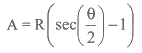 A = R(sec(θ/2) − 1)